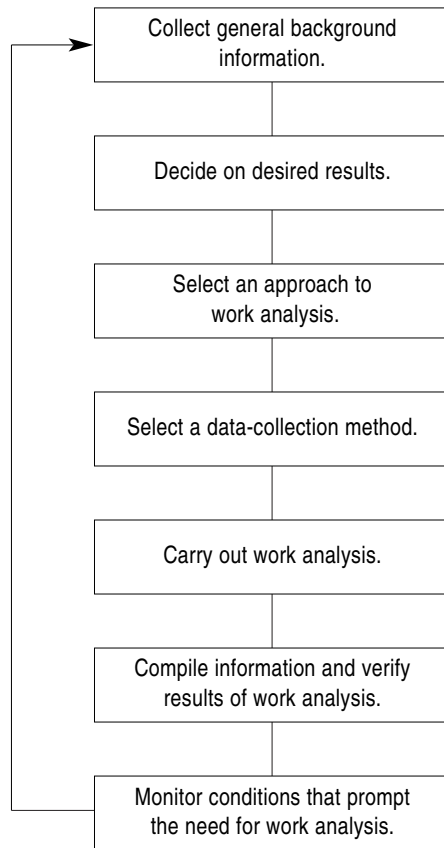 Collect general background
information.
Decide on desired results.
Select an approach to
work analysis.
Select a data-collection method.
Carry out work analysis.
Compile information and verify
results of work analysis.
Monitor conditions that prompt
the need for work analysis.